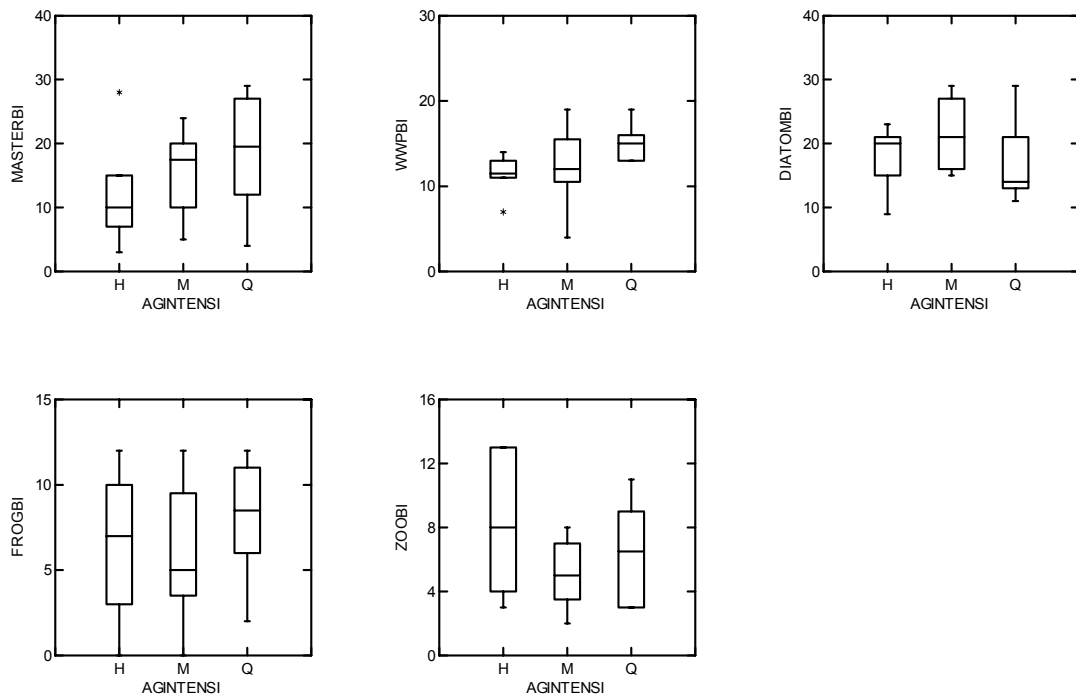 40
30
20
10
0
MASTERBI
H M Q
AGINTENSI
30
20
10
0
WWPBI
H M Q
AGINTENSI
40
30
20
10
0
DIATOMBI
H M Q
AGINTENSI
15
10
5
0
FROGBI
H M Q
AGINTENSI
16
12
8
4
0
ZOOBI
H M Q
AGINTENSI